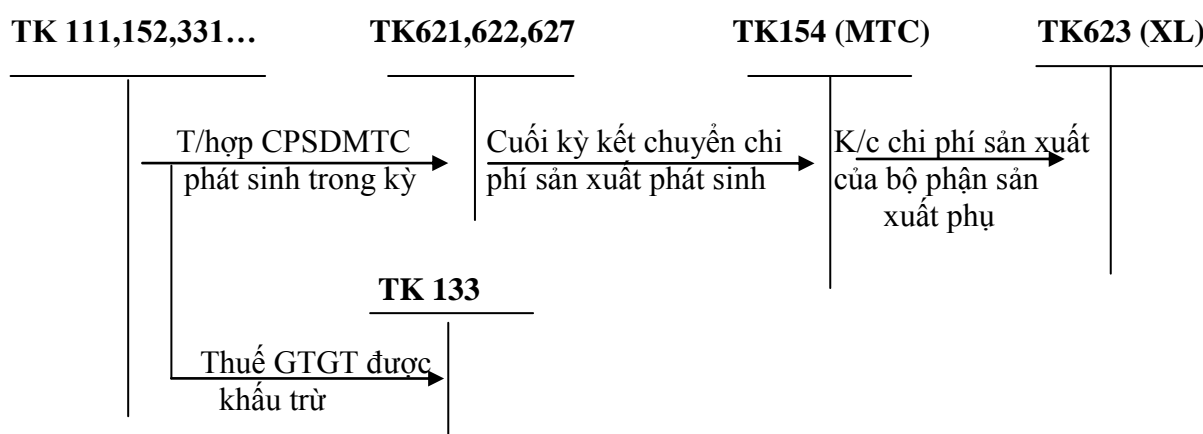 TK 111,152,331…
TK621,622,627
TK154 (MTC)
TK623 (XL)
T/hợp CPSDMTC
phát sinh trong kỳ
Cuối kỳ kết chuyển chi
phí sản xuất phát sinh
K/c chi phí sản xuất
của bộ phận sản
xuất phụ
TK 133
Thuế GTGT được
khấu trừ